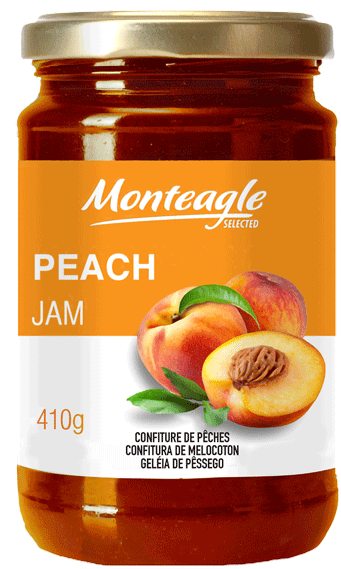 Monteagle
SELECTED
PEACH
JAM
410g
CONFITURE DE PÊCHES
CONFITURA DE MELOCOTON
GELÉIA DE PÊSSEGO